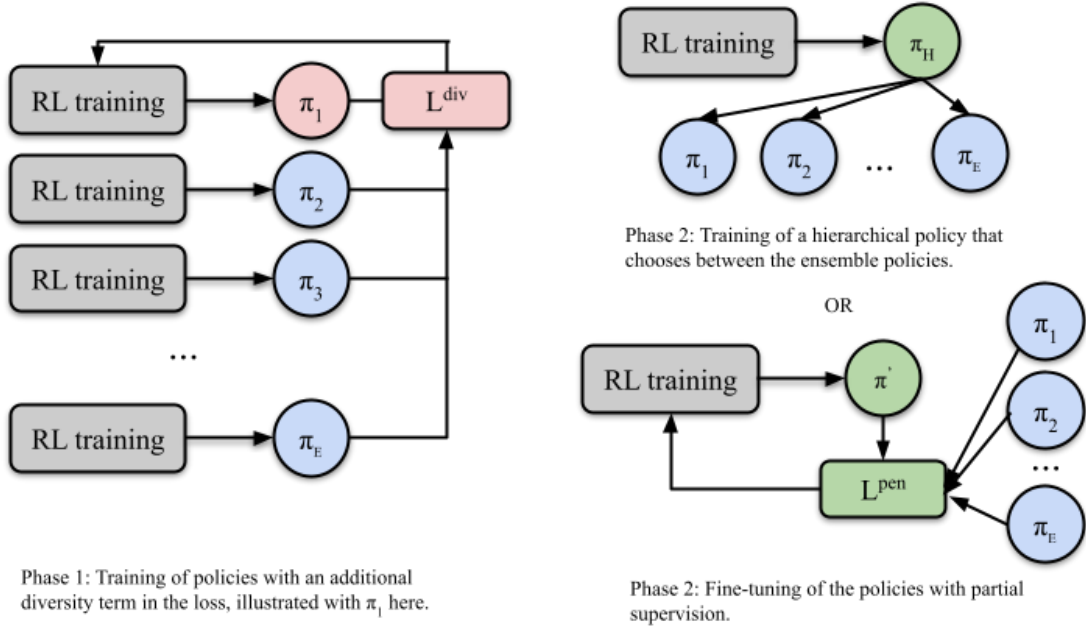 RL training
π1
L^div
RL training
π2
RL training
π3
...
RL training
πE
Phase 1: Training of policies with an additional
diversity term in the loss, illustrated with π1 here.
RL training
πH
π1
π2
...
πE
Phase 2: Training of a hierarchical policy that
chooses between the ensemble policies.
OR
RL training
π'
L^pen
π1
π2
...
πE
Phase 2: Fine-tuning of the policies with partial
supervision.